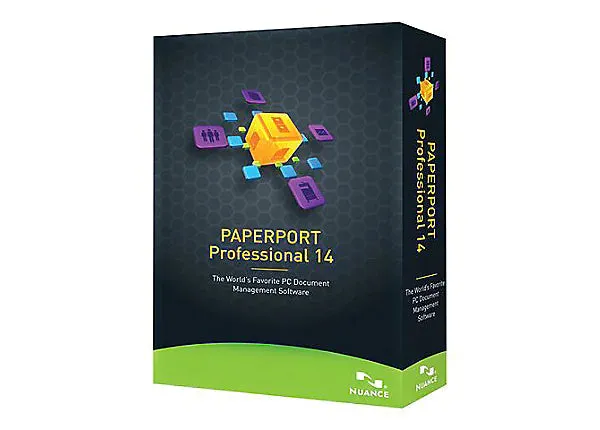 PAPERPORT
Professional 14
The World's Favorite PC Document
Management Software
NUANCE
PAPERPORT
Professional 14
The World's Favorite
PC Document
Management
Software
NUANCE